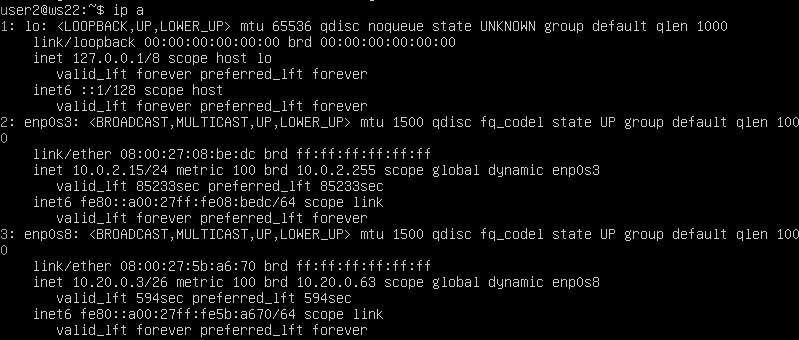 user2@ws22:~$ ip a
1: lo: <LOOPBACK,UP,LOWER_UP> mtu 65536 qdisc noqueue state UNKNOWN group default qlen 1000
    link/loopback 00:00:00:00:00:00 brd 00:00:00:00:00:00
    inet 127.0.0.1/8 scope host lo
       valid_lft forever preferred_lft forever
    inet6 ::1/128 scope host
       valid_lft forever preferred_lft forever
2: enp0s3: <BROADCAST,MULTICAST,UP,LOWER_UP> mtu 1500 qdisc fq_codel state UP group default qlen 100
0
    link/ether 08:00:27:08:be:dc brd ff:ff:ff:ff:ff:ff
    inet 10.0.2.15/24 metric 100 brd 10.0.2.255 scope global dynamic enp0s3
       valid_lft 85233sec preferred_lft 85233sec
    inet6 fe80::a00:27ff:fe08:bedc/64 scope link
       valid_lft forever preferred_lft forever
3: enp0s8: <BROADCAST,MULTICAST,UP,LOWER_UP> mtu 1500 qdisc fq_codel state UP group default qlen 100
0
    link/ether 08:00:27:5b:a6:70 brd ff:ff:ff:ff:ff:ff
    inet 10.20.0.3/26 metric 100 brd 10.20.0.63 scope global dynamic enp0s8
       valid_lft 594sec preferred_lft 594sec
    inet6 fe80::a00:27ff:fe5b:a670/64 scope link
       valid_lft forever preferred_lft forever